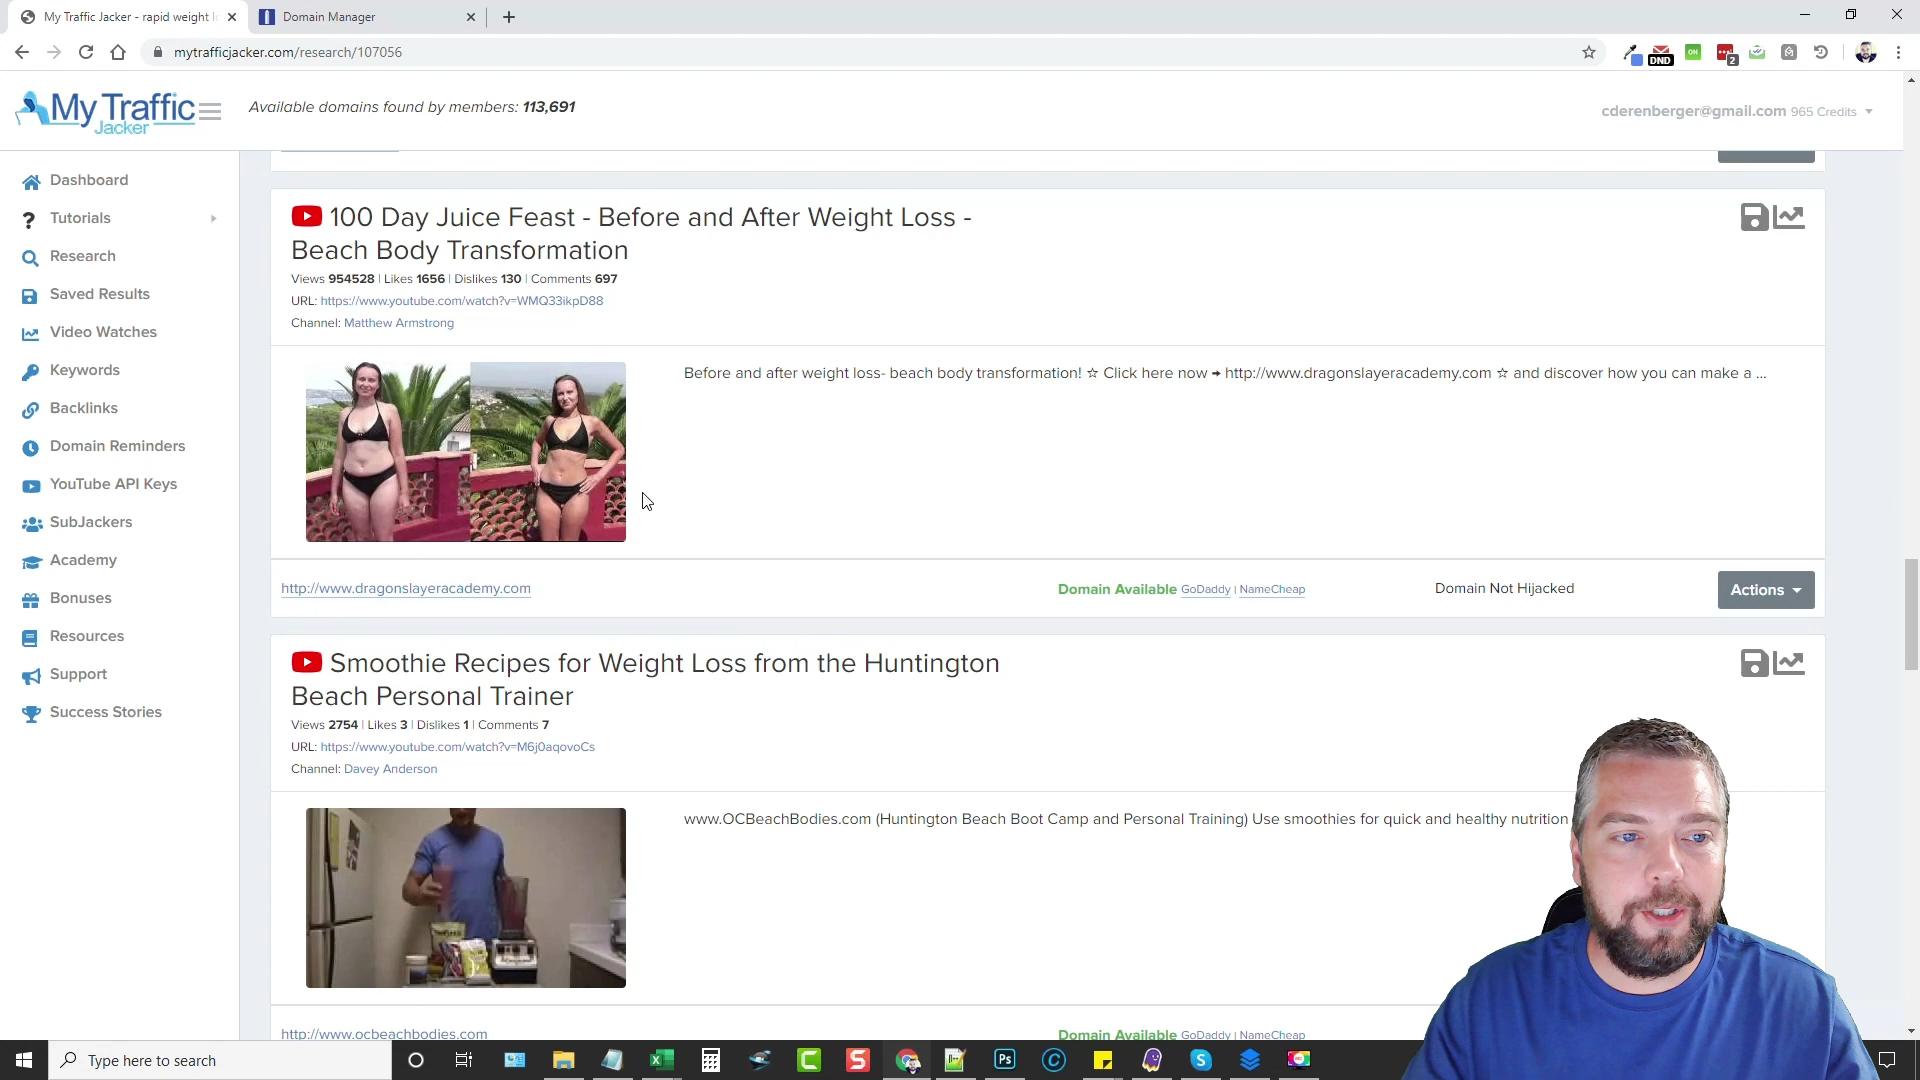 My Traffic Jacker - rapid weight l
Domain Manager
mytrafficjacker.com/research/107056
DND
ON
2
My Traffic
Jacker
Available domains found by members: 113,691
cderenberger@gmail.com 965 Credits
Dashboard
Tutorials
Research
Saved Results
Video Watches
Keywords
Backlinks
Domain Reminders
YouTube API Keys
SubJackers
Academy
Bonuses
Resources
Support
Success Stories
100 Day Juice Feast - Before and After Weight Loss -
Beach Body Transformation
Views 954528 | Likes 1656 | Dislikes 130 | Comments 697
URL: https://www.youtube.com/watch?v=WMQ33ikpD88
Channel: Matthew Armstrong
Before and after weight loss- beach body transformation! ☆ Click here now ➜ http://www.dragonslayeracademy.com ☆ and discover how you can make a ...
http://www.dragonslayeracademy.com
Domain Available GoDaddy | NameCheap
Domain Not Hijacked
Actions
Smoothie Recipes for Weight Loss from the Huntington
Beach Personal Trainer
Views 2754 | Likes 3 | Dislikes 1 | Comments 7
URL: https://www.youtube.com/watch?v=M6j0aqovoCs
Channel: Davey Anderson
www.OCBeachBodies.com (Huntington Beach Boot Camp and Personal Training) Use smoothies for quick and healthy nutrition
http://www.ocbeachbodies.com
Domain Available GoDaddy | NameCheap
Type here to search